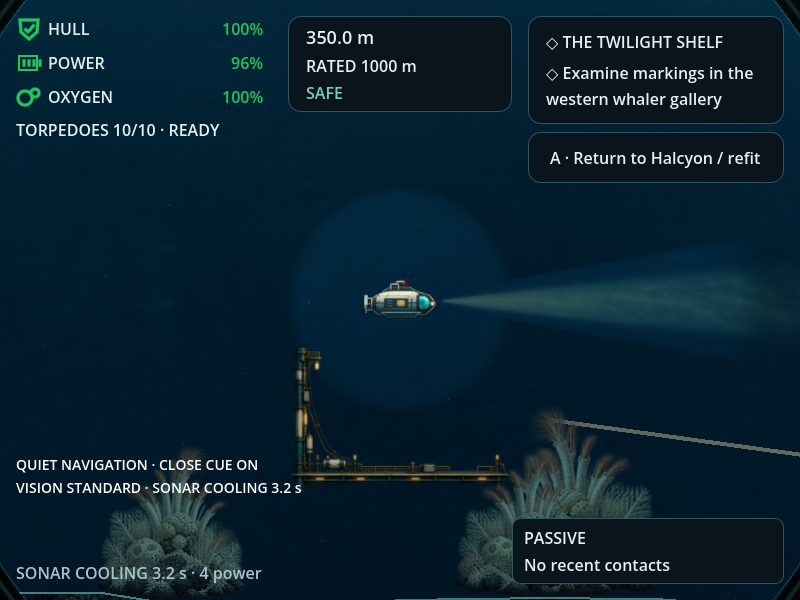 HULL 100%
POWER 96%
OXYGEN 100%
TORPEDOES 10/10 · READY
350.0 m
RATED 1000 m
SAFE
◇ THE TWILIGHT SHELF
◇ Examine markings in the
western whaler gallery
A · Return to Halcyon / refit
QUIET NAVIGATION · CLOSE CUE ON
VISION STANDARD · SONAR COOLING 3.2 s
SONAR COOLING 3.2 s · 4 power
PASSIVE
No recent contacts